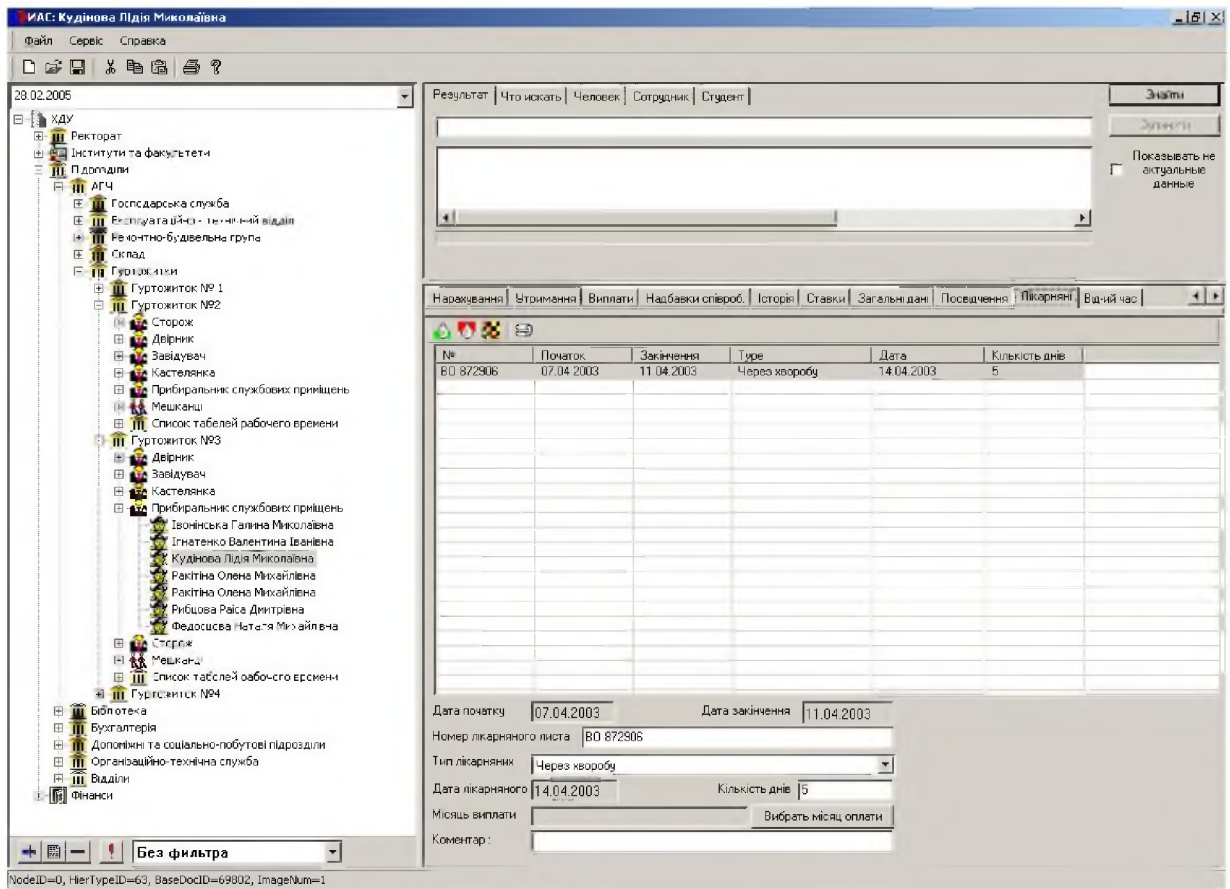 ИАС: Кудінова Лідія Миколаївна
Файл Сервіс Справка
28.02.2005
ХДУ
Ректорат
Інститути та факультети
Підрозділи
АГЧ
Господарська служба
Експлуатаційно - технічний відділ
Ремонтно-будівельна група
Склад
Гуртожитки
Гуртожиток № 1
Гуртожиток №2
Сторож
Двірник
Завідувач
Кастелянка
Прибиральник службових приміщень
Мешканці
Список табелей рабочего времени
Гуртожиток №3
Двірник
Завідувач
Кастелянка
Прибиральник службових приміщень
Івонінська Галина Миколаівна
Ігнатенко Валентина Іванівна
Кудінова Лідія Миколаївна
Ракітіна Олена Михайлівна
Ракітіна Олена Михайлівна
Рибцова Раіса Дмитрівна
Федосцова Наталя Михайлівна
Сторож
Мешканці
Список табелей рабочего времени
Гуртожиток №4
Бібліотека
Бухгалтерія
Допоміжні та соціально-побутові підрозділи
Організаційно-технічна служба
Відділи
Фінанси
Без фильтра
Результат Что искать Человек Сотрудник Студент
Знайти
Показывать не актуальные данные
Нарахування Утримання Виплати Надбавки співроб. Історія Ставки Загальні дані Посвідчення Лікарняні Від-ий час
№ Початок Закінчення Type Дата Кількість днів
ВО 872906 07.04.2003 11.04.2003 Через хворобу 14.04.2003 5
Дата початку 07.04.2003 Дата закінчення 11.04.2003
Номер лікарняного листа ВО 872906
Тип лікарняних Через хворобу
Дата лікарняного 14.04.2003 Кількість днів 5
Місяць виплати Вибрать місяц оплати
Коментар :
NodeID=0, HierTypeID=63, BaseDocID=69802, ImageNum=1